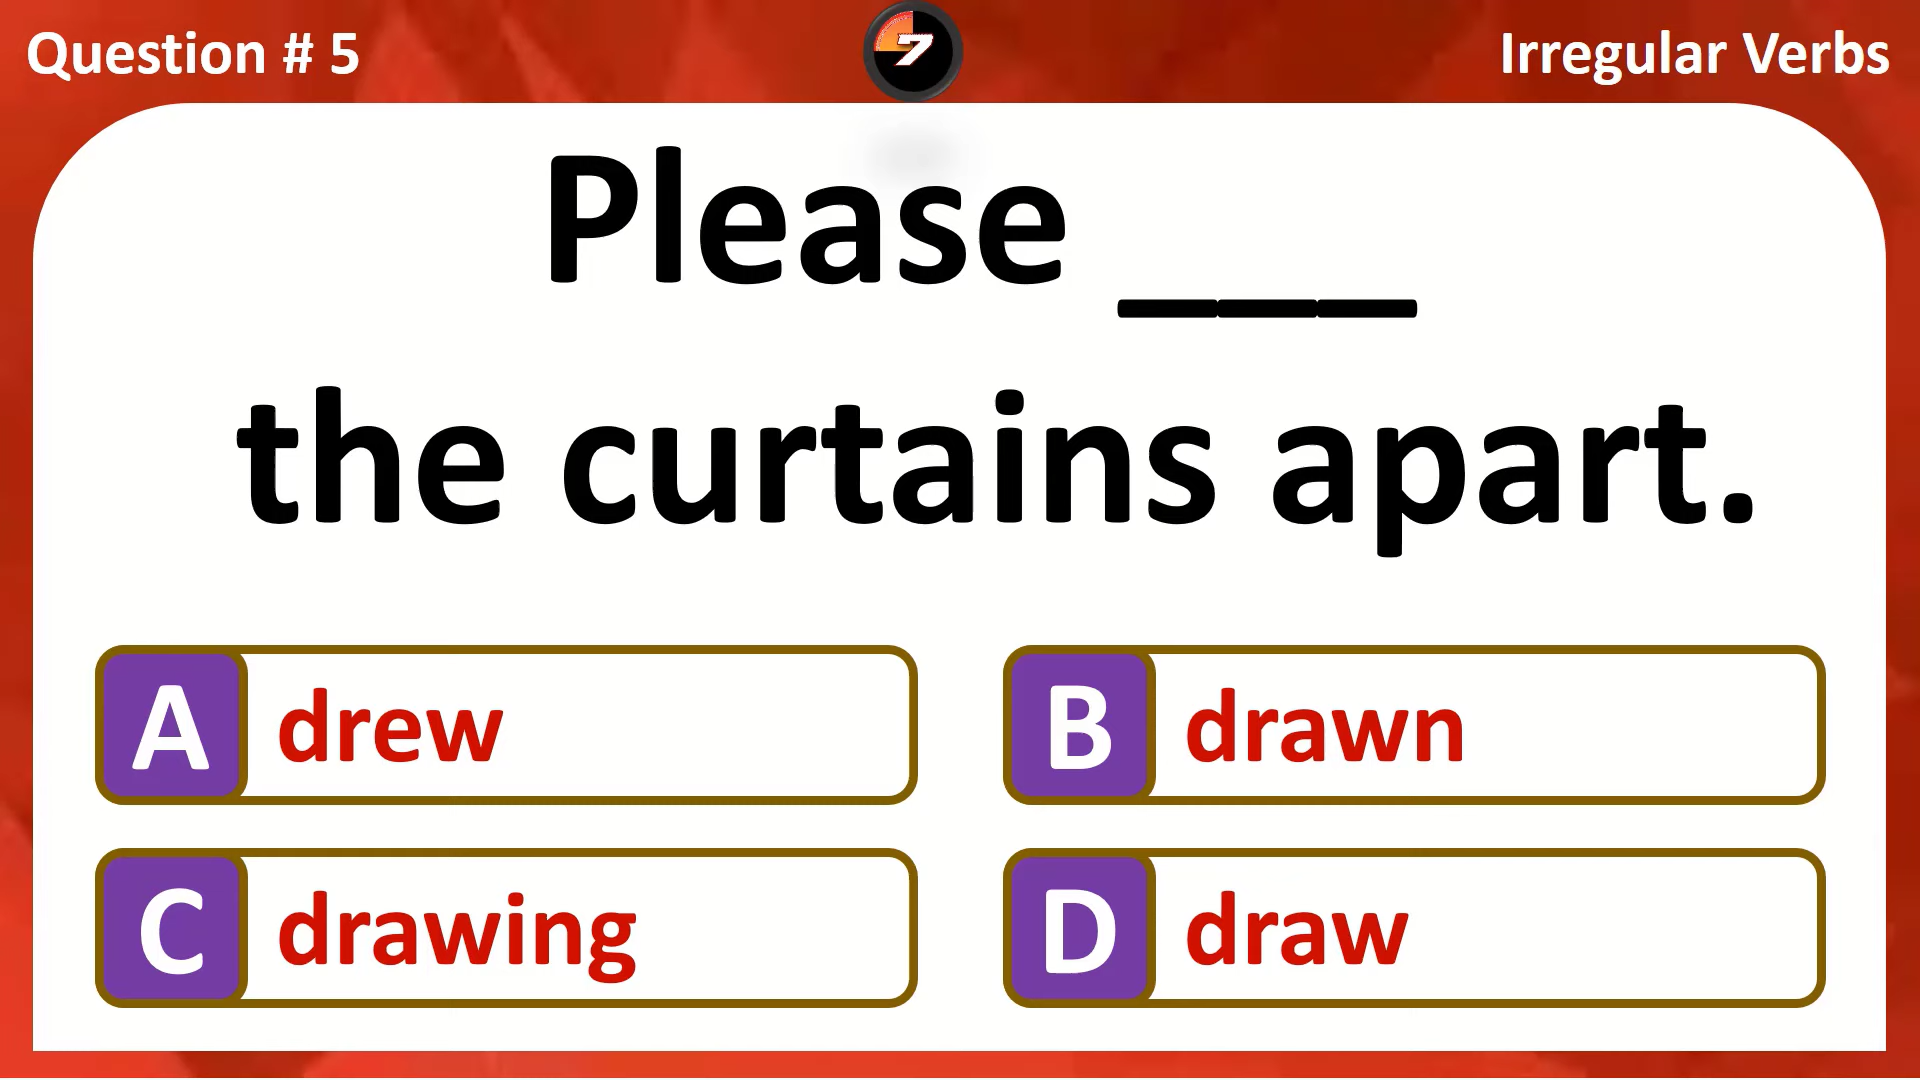 Question # 5
7
Irregular Verbs
Please ___
the curtains apart.
A drew
B drawn
C drawing
D draw